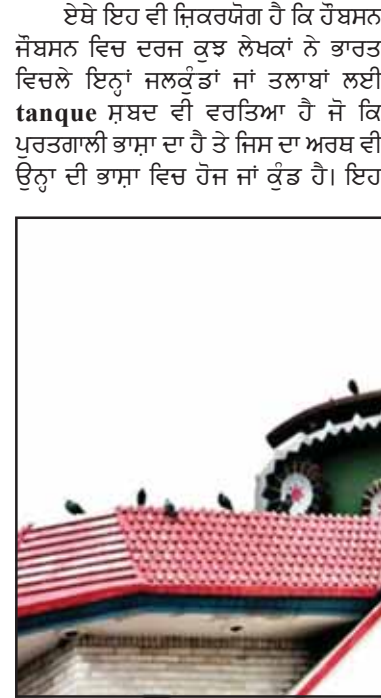 ਏਥੇ ਇਹ ਵੀ ਜ਼ਿਕਰਯੋਗ ਹੈ ਕਿ ਹੌਬਸਨ
ਜੌਬਸਨ ਵਿਚ ਦਰਜ ਕੁਝ ਲੇਖਕਾਂ ਨੇ ਭਾਰਤ
ਵਿਚਲੇ ਇਨ੍ਹਾਂ ਜਲਕੁੰਡਾਂ ਜਾਂ ਤਲਾਬਾਂ ਲਈ
tanque ਸ਼ਬਦ ਵੀ ਵਰਤਿਆ ਹੈ ਜੋ ਕਿ
ਪੁਰਤਗਾਲੀ ਭਾਸ਼ਾ ਦਾ ਹੈ ਤੇ ਜਿਸ ਦਾ ਅਰਥ ਵੀ
ਉਨ੍ਹਾ ਦੀ ਭਾਸ਼ਾ ਵਿਚ ਹੋਜ ਜਾਂ ਕੁੰਡ ਹੈ। ਇਹ